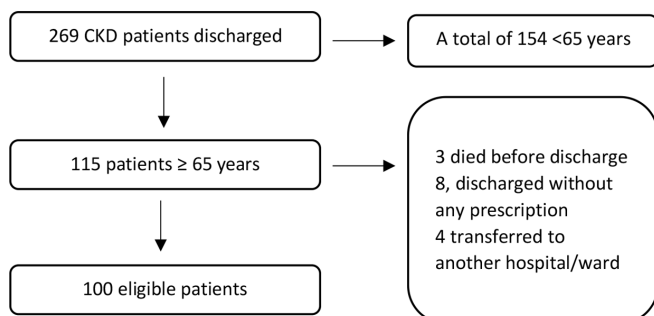 269 CKD patients discharged
A total of 154 <65 years
115 patients ≥ 65 years
3 died before discharge
8, discharged without
any prescription
4 transferred to
another hospital/ward
100 eligible patients